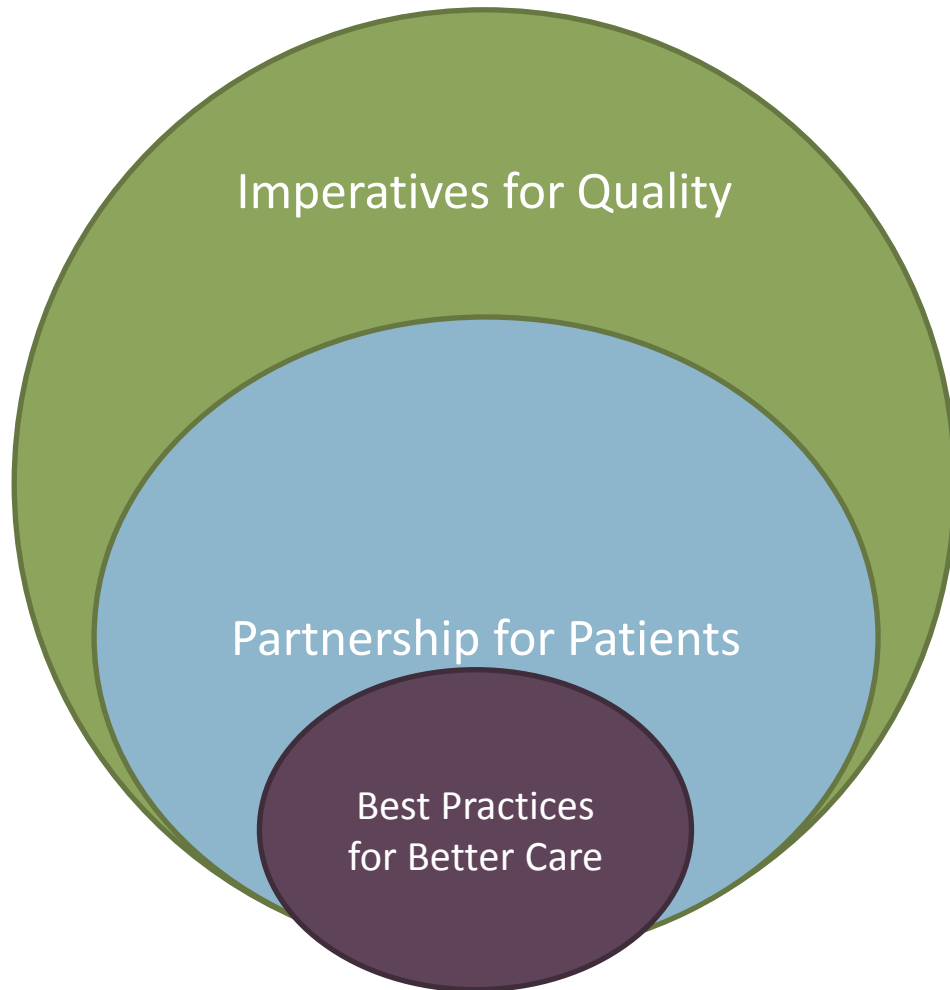 Imperatives for Quality
Partnership for Patients
Best Practices
for Better Care